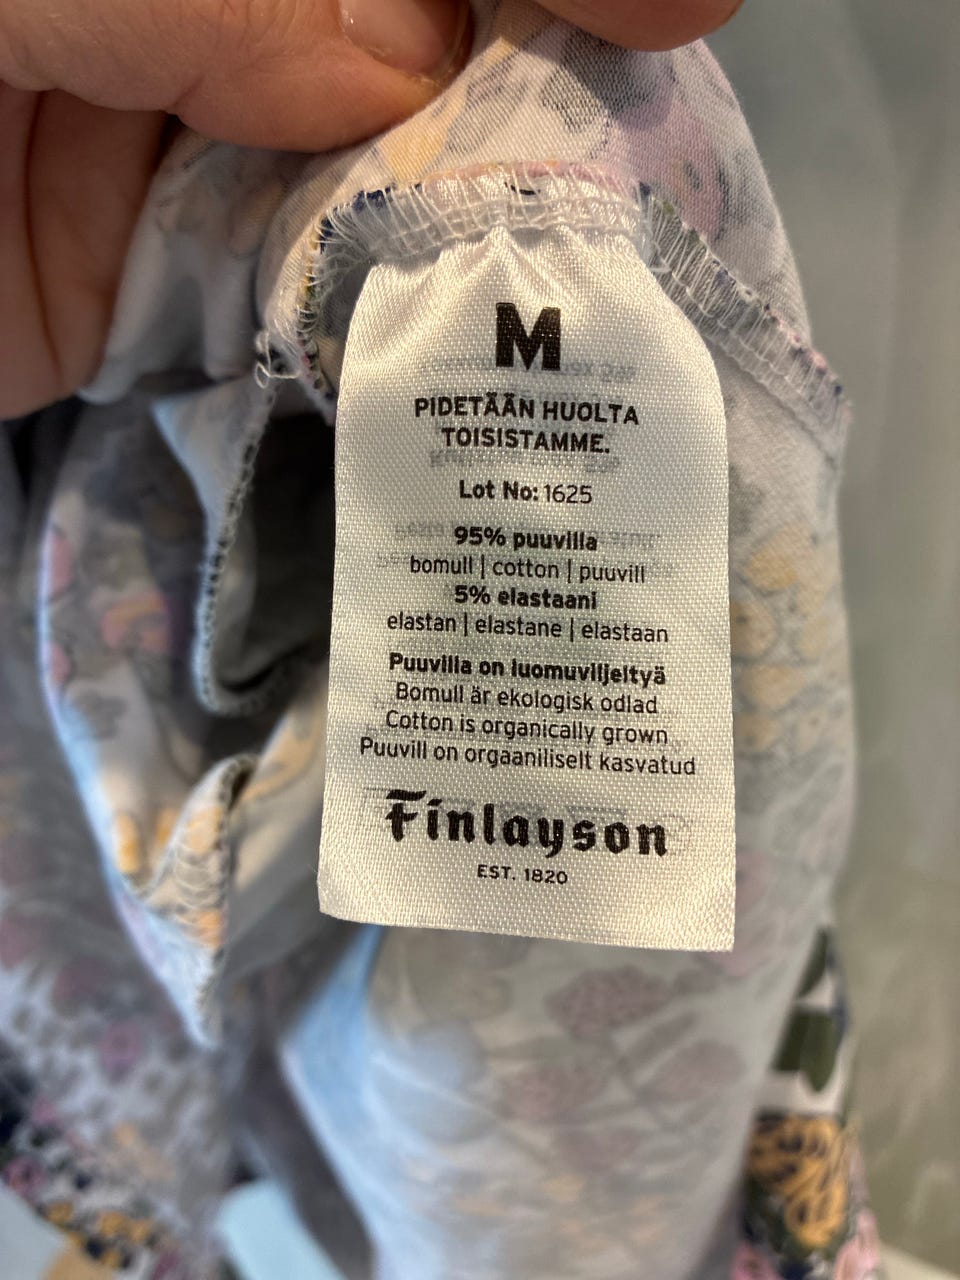 M
PIDETÄÄN HUOLTA
TOISISTAMME.
Lot No: 1625
95% puuvilla
bomull | cotton | puuvill
5% elastaani
elastan | elastane | elastaan
Puuvilla on luomuviljeltyä
Bomull är ekologisk odlad
Cotton is organically grown
Puuvill on orgaaniliselt kasvatud
Finlayson
EST. 1820